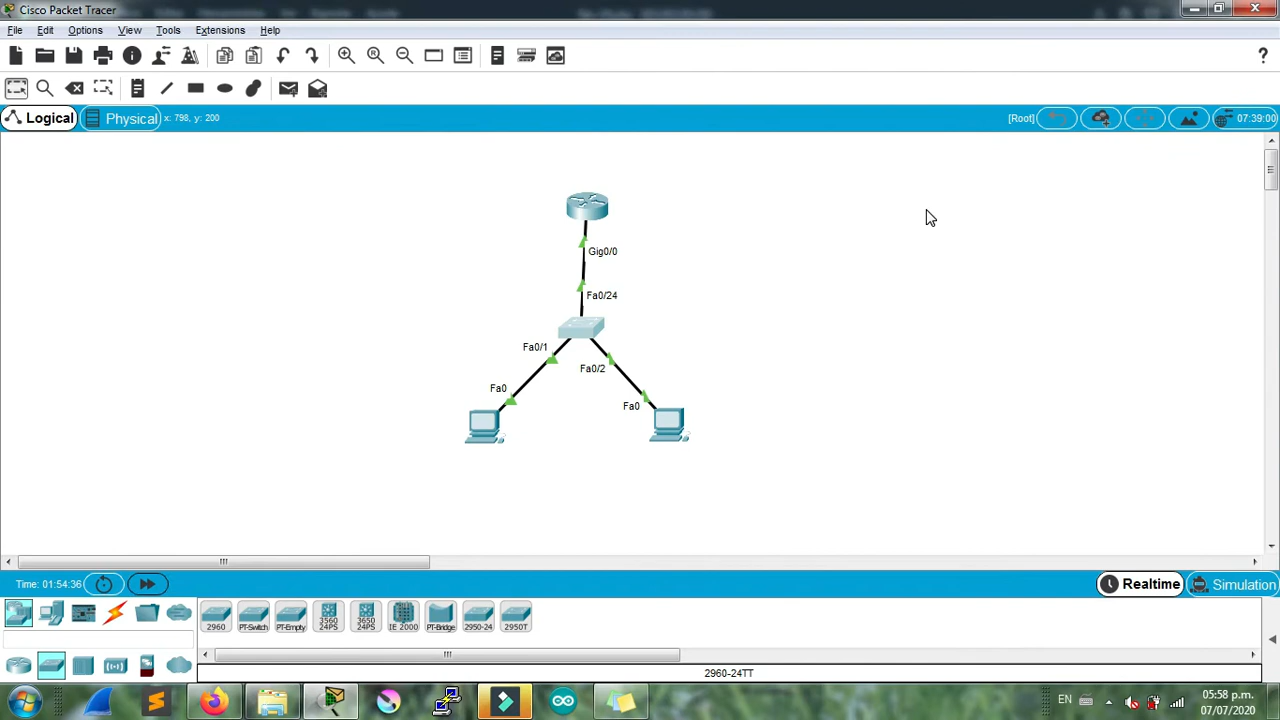 Cisco Packet Tracer
File Edit Options View Tools Extensions Help
?
Logical Physical x: 798, y: 200 [Root] 07:39:00
Gig0/0
Fa0/24
Fa0/1
Fa0/2
Fa0
Fa0
Time: 01:54:36 Realtime Simulation
2960 PT-Switch PT-Empty 3560 24PS 3650 24PS IE 2000 PT-Bridge 2950-24 2950T
2960-24TT
EN 05:58 p.m.
07/07/2020